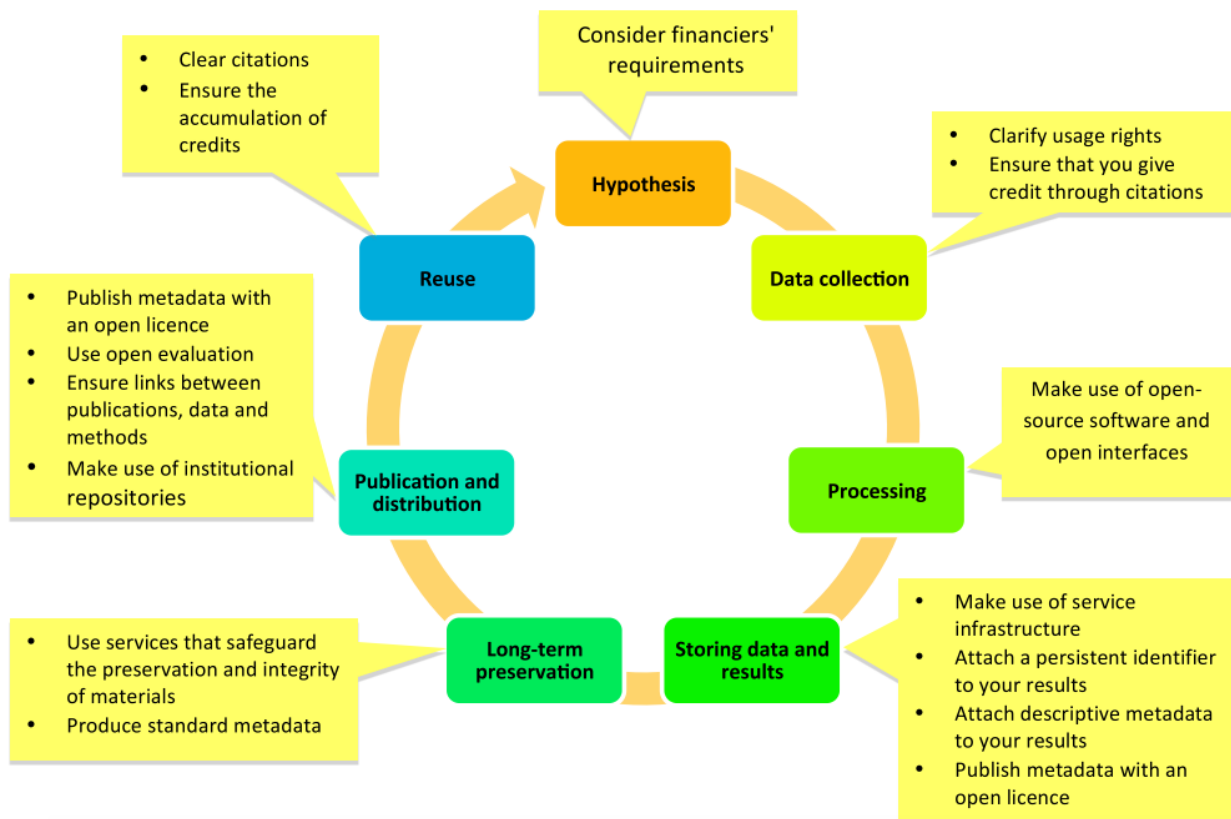 Consider financiers'
requirements
Hypothesis
• Clarify usage rights
• Ensure that you give
credit through citations
Data collection
Make use of open-
source software and
open interfaces
Processing
• Make use of service
infrastructure
• Attach a persistent identifier
to your results
• Attach descriptive metadata
to your results
• Publish metadata with an
open licence
Storing data and
results
• Use services that safeguard
the preservation and integrity
of materials
• Produce standard metadata
Long-term
preservation
• Publish metadata with
an open licence
• Use open evaluation
• Ensure links between
publications, data and
methods
• Make use of institutional
repositories
Publication and
distribution
• Clear citations
• Ensure the
accumulation of
credits
Reuse